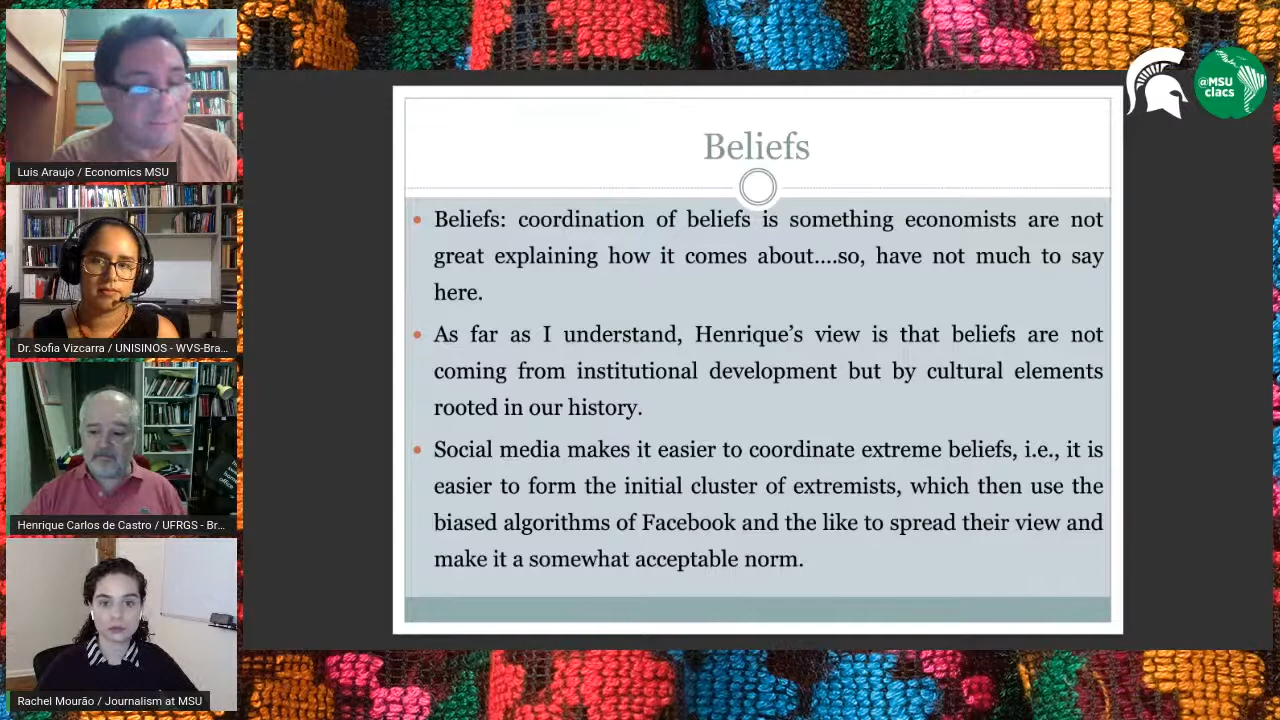 Luis Araujo / Economics MSU
Dr. Sofia Vizcarra / UNISINOS - WVS-Bra...
Henrique Carlos de Castro / UFRGS - Br...
Rachel Mourão / Journalism at MSU
@MSU
clacs
Beliefs
• Beliefs: coordination of beliefs is something economists are not
great explaining how it comes about....so, have not much to say
here.
• As far as I understand, Henrique's view is that beliefs are not
coming from institutional development but by cultural elements
rooted in our history.
• Social media makes it easier to coordinate extreme beliefs, i.e., it is
easier to form the initial cluster of extremists, which then use the
biased algorithms of Facebook and the like to spread their view and
make it a somewhat acceptable norm.